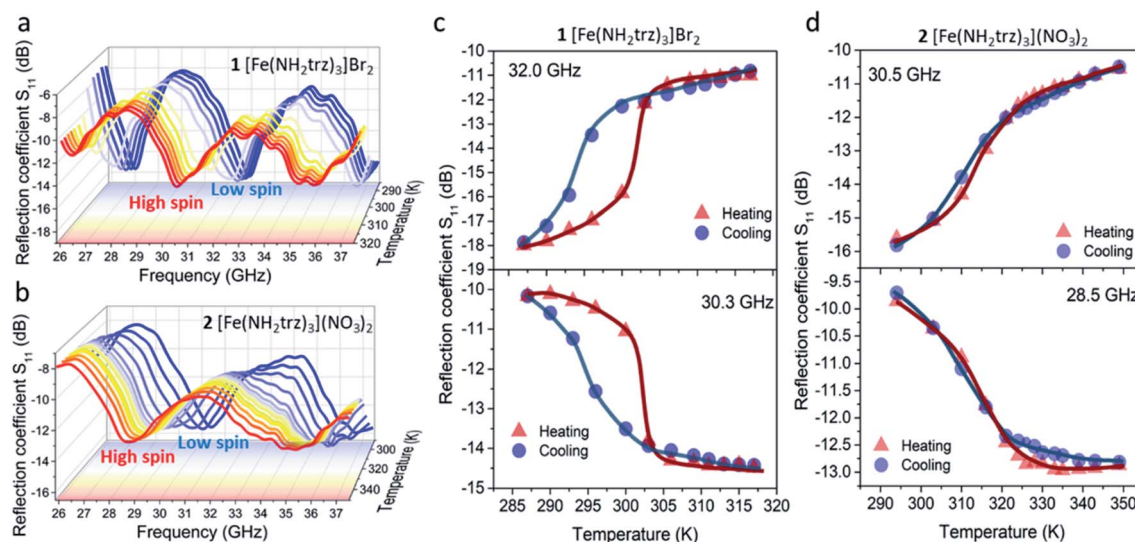 a
1 [Fe(NH2trz)3]Br2
Reflection coefficient S11 (dB)
-6
-8
-10
-12
-14
-16
-18
High spin
Low spin
290
300
310
320
Temperature (K)
26 27 28 29 30 31 32 33 34 35 36 37
Frequency (GHz)
b
2 [Fe(NH2trz)3](NO3)2
Reflection coefficient S11 (dB)
-8
-10
-12
-14
-16
High spin
Low spin
300
320
340
Temperature (K)
26 27 28 29 30 31 32 33 34 35 36 37
Frequency (GHz)
c
1 [Fe(NH2trz)3]Br2
32.0 GHz
-10
-11
-12
-13
-14
-15
-16
-17
-18
-19
Heating
Cooling
Reflection coefficient S11 (dB)
30.3 GHz
-10
-11
-12
-13
-14
-15
Heating
Cooling
285 290 295 300 305 310 315
Temperature (K)
d
2 [Fe(NH2trz)3](NO3)2
30.5 GHz
-10
-11
-12
-13
-14
-15
-16
Heating
Cooling
Reflection coefficient S11 (dB)
28.5 GHz
-9.5
-10.0
-10.5
-11.0
-11.5
-12.0
-12.5
-13.0
Heating
Cooling
290 300 310 320 330 340 350
Temperature (K)